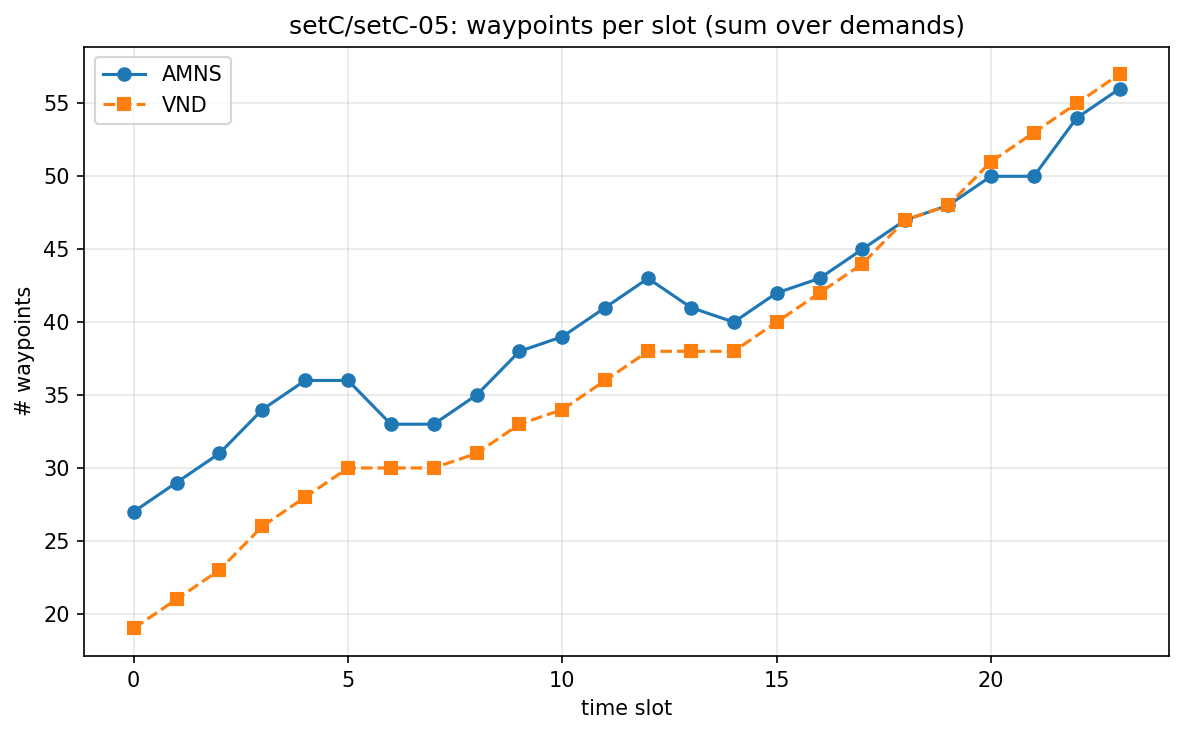 setC/setC-05: waypoints per slot (sum over demands)
AMNS
VND
# waypoints
55
50
45
40
35
30
25
20
0 5 10 15 20
time slot